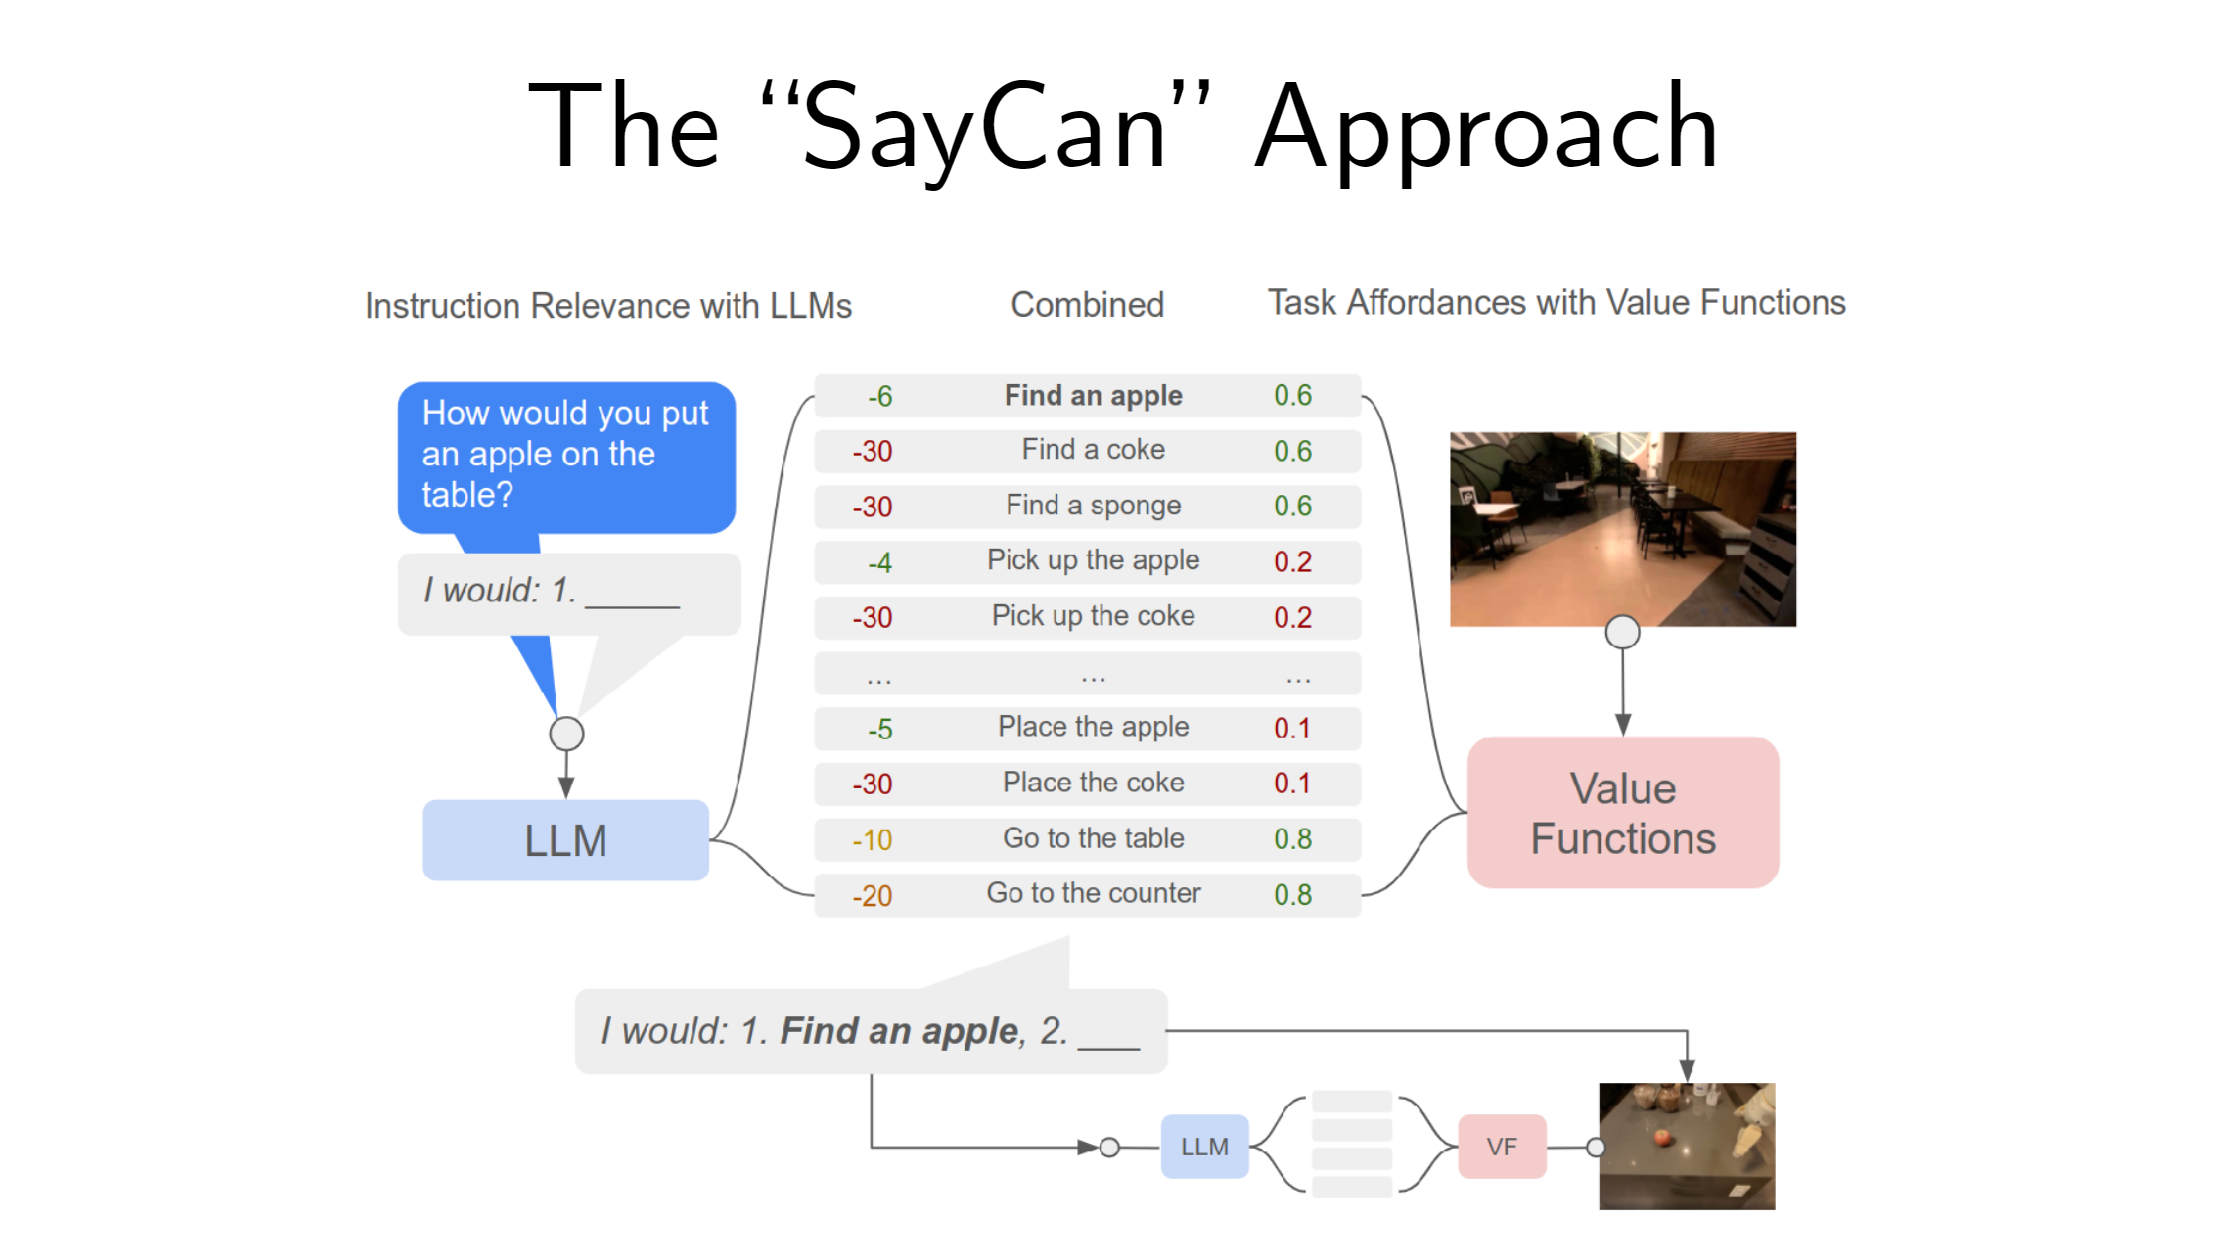 The “SayCan” Approach
Instruction Relevance with LLMs
Combined
Task Affordances with Value Functions
How would you put
an apple on the
table?
I would: 1. ______
LLM
-6 Find an apple 0.6
-30 Find a coke 0.6
-30 Find a sponge 0.6
-4 Pick up the apple 0.2
-30 Pick up the coke 0.2
... ... ...
-5 Place the apple 0.1
-30 Place the coke 0.1
-10 Go to the table 0.8
-20 Go to the counter 0.8
Value
Functions
I would: 1. Find an apple, 2. ___
LLM
VF